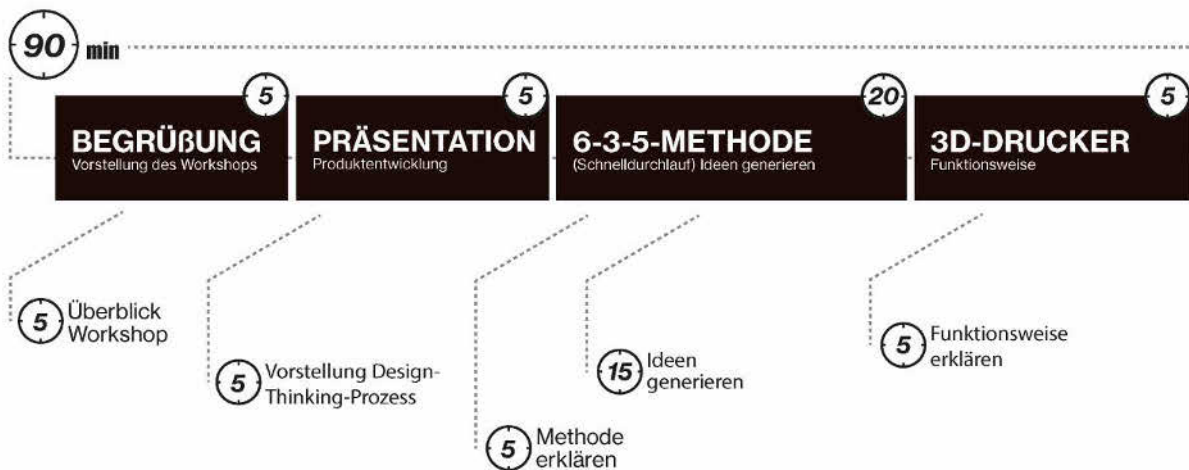 90 min
5
BEGRÜßUNG
Vorstellung des Workshops
5
PRÄSENTATION
Produktentwicklung
20
6-3-5-METHODE
(Schnelldurchlauf) Ideen generieren
5
3D-DRUCKER
Funktionsweise
5 Überblick
Workshop
5 Vorstellung Design-
Thinking-Prozess
5 Methode
erklären
15 Ideen
generieren
5 Funktionsweise
erklären